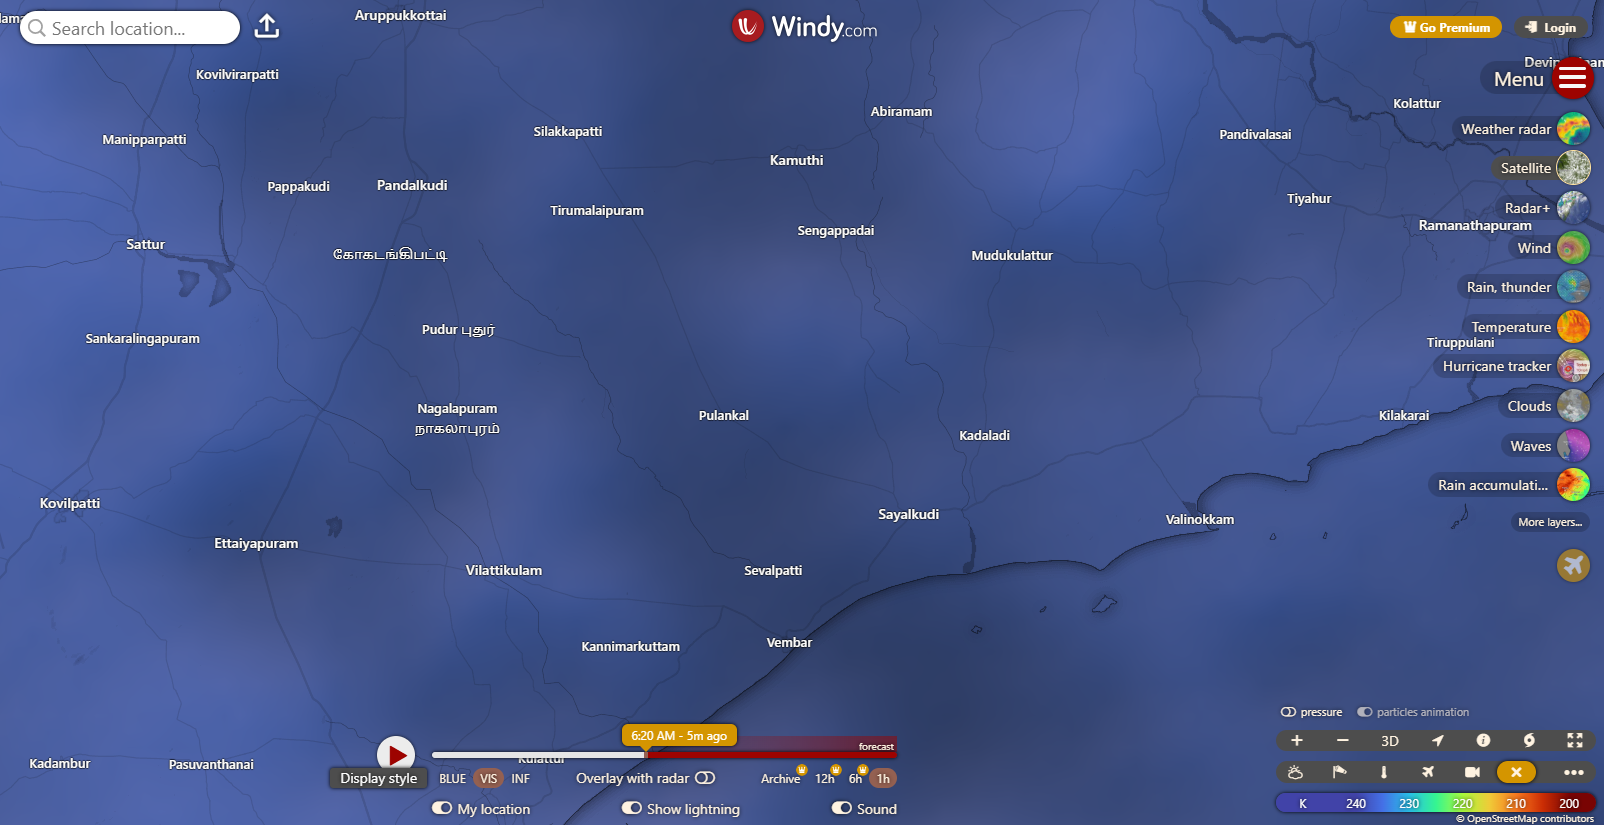 Search location...
Aruppukkottai
Windy.com
Go Premium
Login
Menu
Kovilvirarpatti
Abiramam
Kolattur
Manipparpatti
Silakkapatti
Pandivalasai
Weather radar
Kamuthi
Satellite
Pappakudi
Pandalkudi
Tirumalaipuram
Tiyahur
Radar+
Sengappadai
Ramanathapuram
Sattur
கோகடங்கிபட்டி
Mudukulattur
Wind
Rain, thunder
Sankaralingapuram
Pudur புதுர்
Temperature
Tiruppulani
Hurricane tracker
Nagalapuram
நாகலாபுரம்
Pulankal
Kadaladi
Kilakarai
Clouds
Waves
Rain accumulati...
Kovilpatti
Sayalkudi
Valinokkam
More layers...
Ettaiyapuram
Vilattikulam
Sevalpatti
Kannimarkuttam
Vembar
pressure
particles animation
6:20 AM - 5m ago
forecast
3D
Kadambur
Pasuvanthanai
Kulattur
Display style
BLUE VIS INF
Overlay with radar
Archive 12h 6h 1h
My location
Show lightning
Sound
K 240 230 220 210 200
© OpenStreetMap contributors